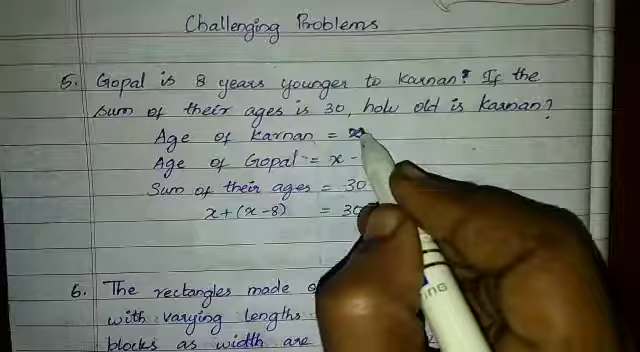 Challenging Problems
5. Gopal is 8 years younger to Karnan. If the
sum of their ages is 30, how old is Karnan?
Age of Karnan = x
Age of Gopal = x -
Sum of their ages = 30
x+(x-8) = 30
6. The rectangles made
with varying lengths
blocks as width are